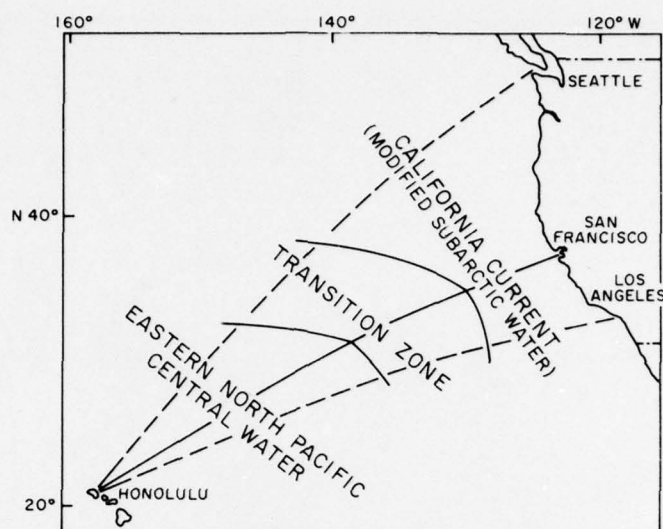 160° 140° 120° W
SEATTLE
CALIFORNIA CURRENT
(MODIFIED SUBARCTIC WATER)
N 40°
SAN
FRANCISCO
TRANSITION ZONE
LOS
ANGELES
EASTERN NORTH PACIFIC
CENTRAL WATER
HONOLULU
20°